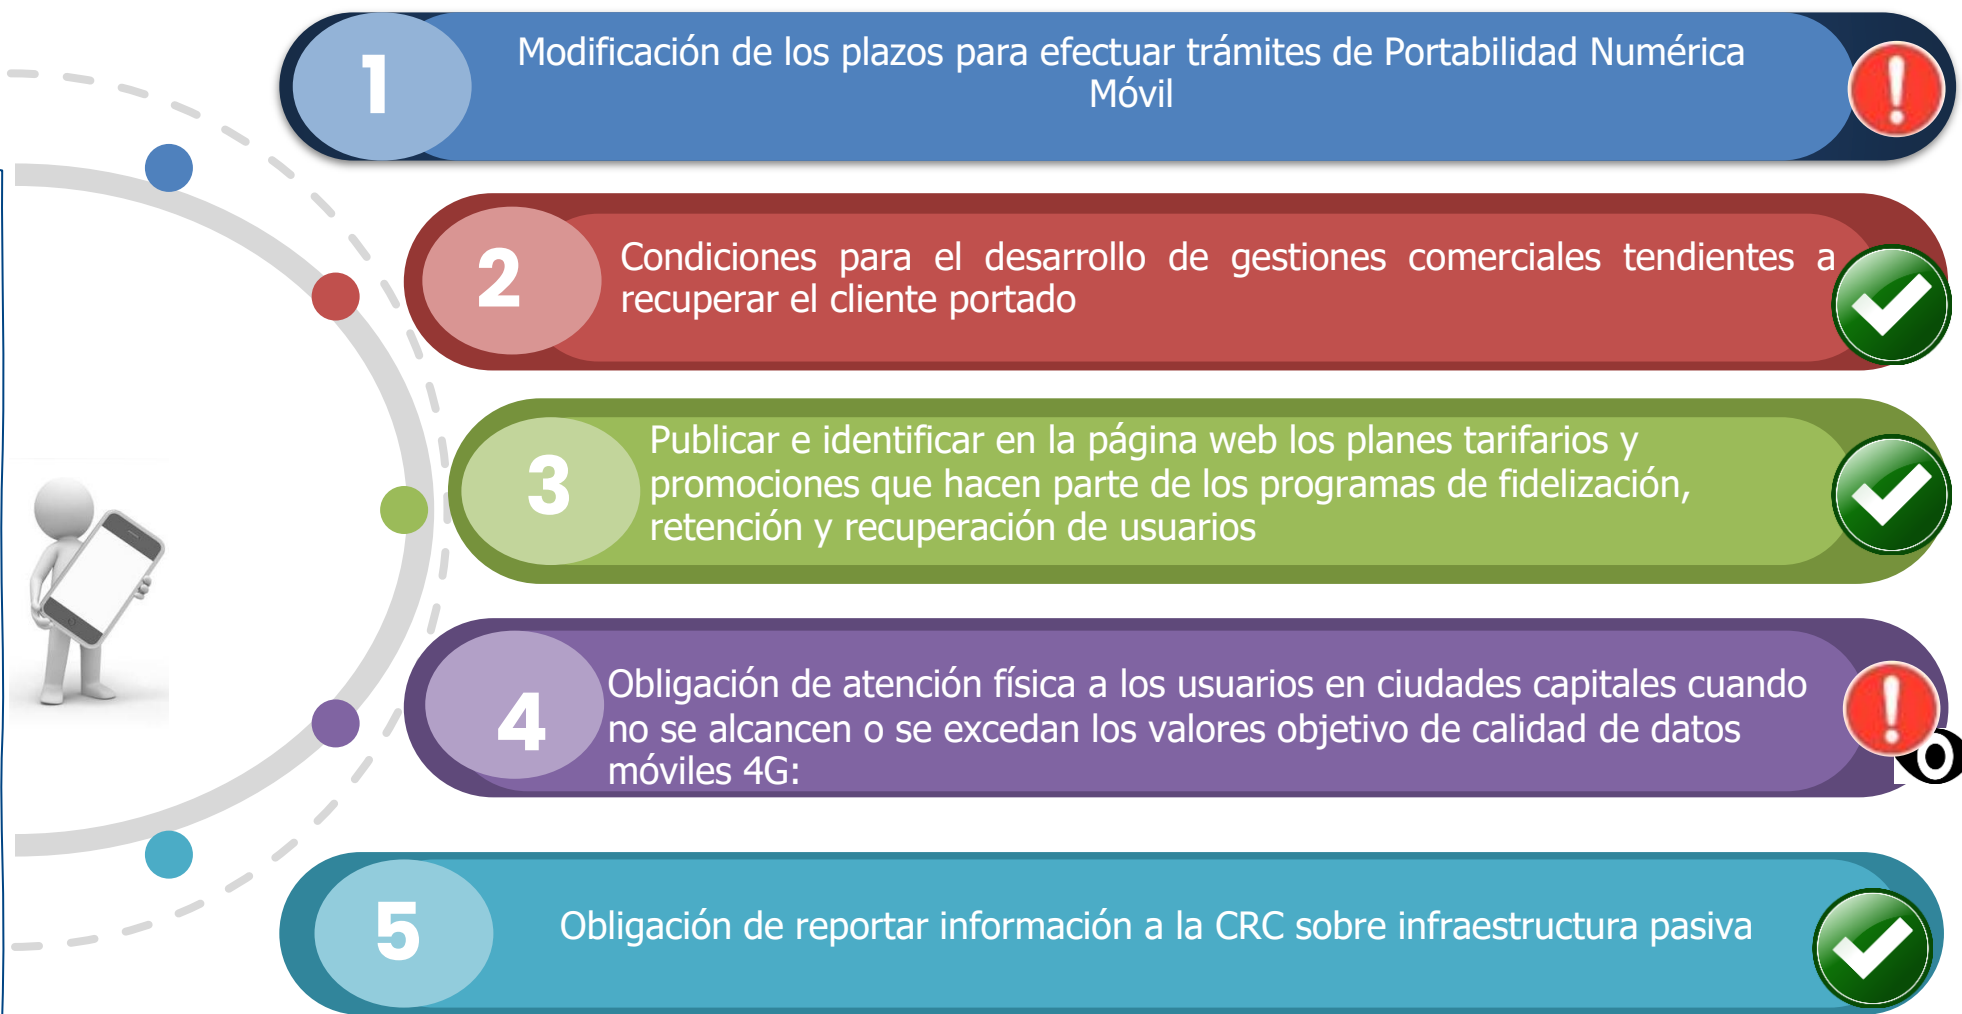 1
Modificación de los plazos para efectuar trámites de Portabilidad Numérica
Móvil
2
Condiciones para el desarrollo de gestiones comerciales tendientes a
recuperar el cliente portado
3
Publicar e identificar en la página web los planes tarifarios y
promociones que hacen parte de los programas de fidelización,
retención y recuperación de usuarios
4
Obligación de atención física a los usuarios en ciudades capitales cuando
no se alcancen o se excedan los valores objetivo de calidad de datos
móviles 4G:
5
Obligación de reportar información a la CRC sobre infraestructura pasiva